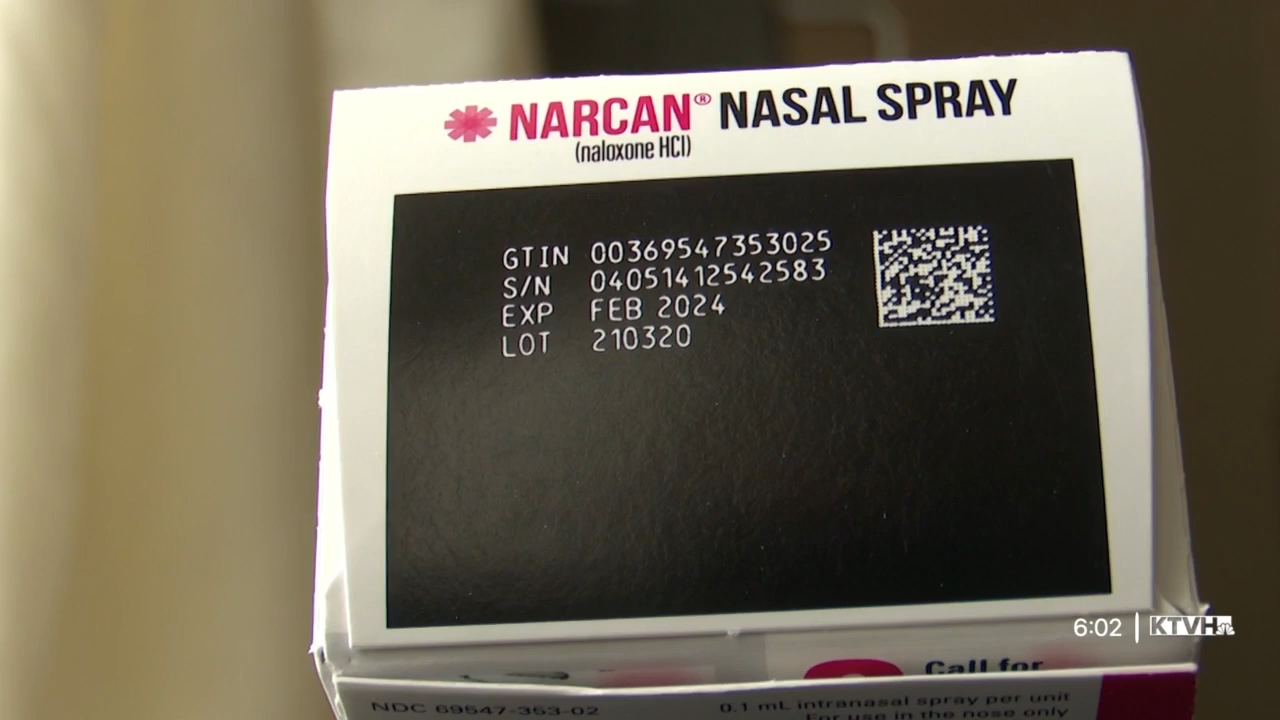 NARCAN® NASAL SPRAY
(naloxone HCl)
GTIN 00369547353025
S/N 04051412542583
EXP FEB 2024
LOT 210320
6:02 | KTVH
Call for
NDC 69547-353-02
0.1 mL intranasal spray per unit
For use in the nose only